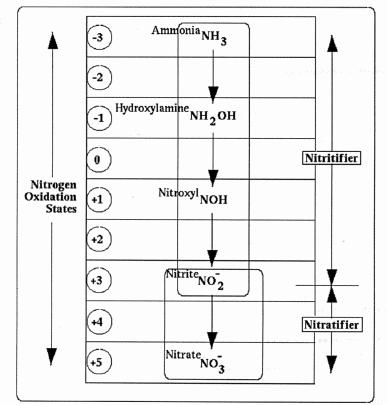 -3 Ammonia NH3
-2
-1 Hydroxylamine NH2OH
0
Nitritifier
Nitrogen
Oxidation
States
+1 Nitroxyl NOH
+2
+3 Nitrite NO2-
+4
Nitratifier
+5 Nitrate NO3-